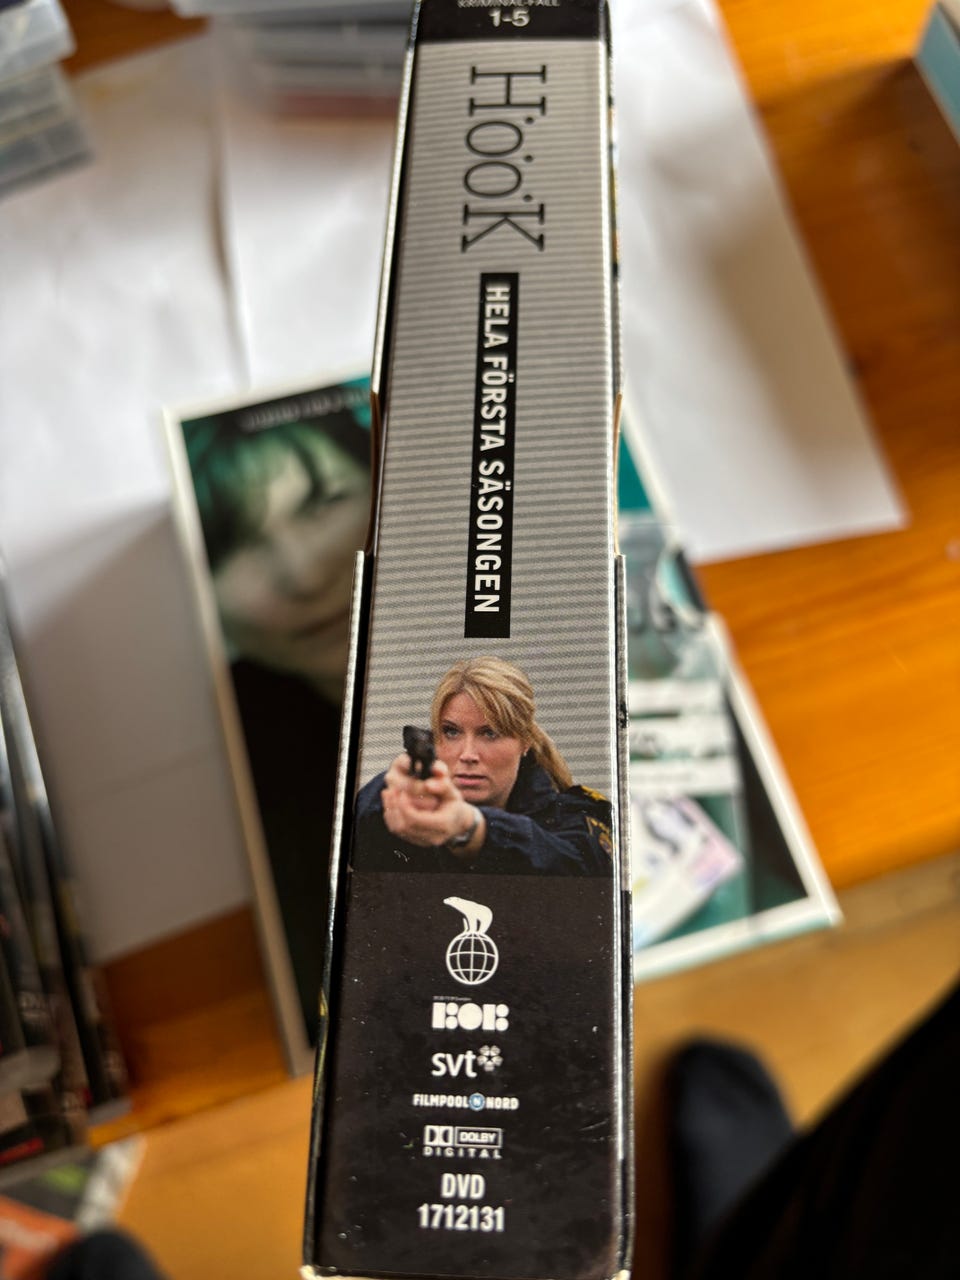 KRIMINALFALL
1-5
HÖÖK
HELA FÖRSTA SÄSONGEN
svt
FILMPOOL N NORD
DOLBY
DIGITAL
DVD
1712131